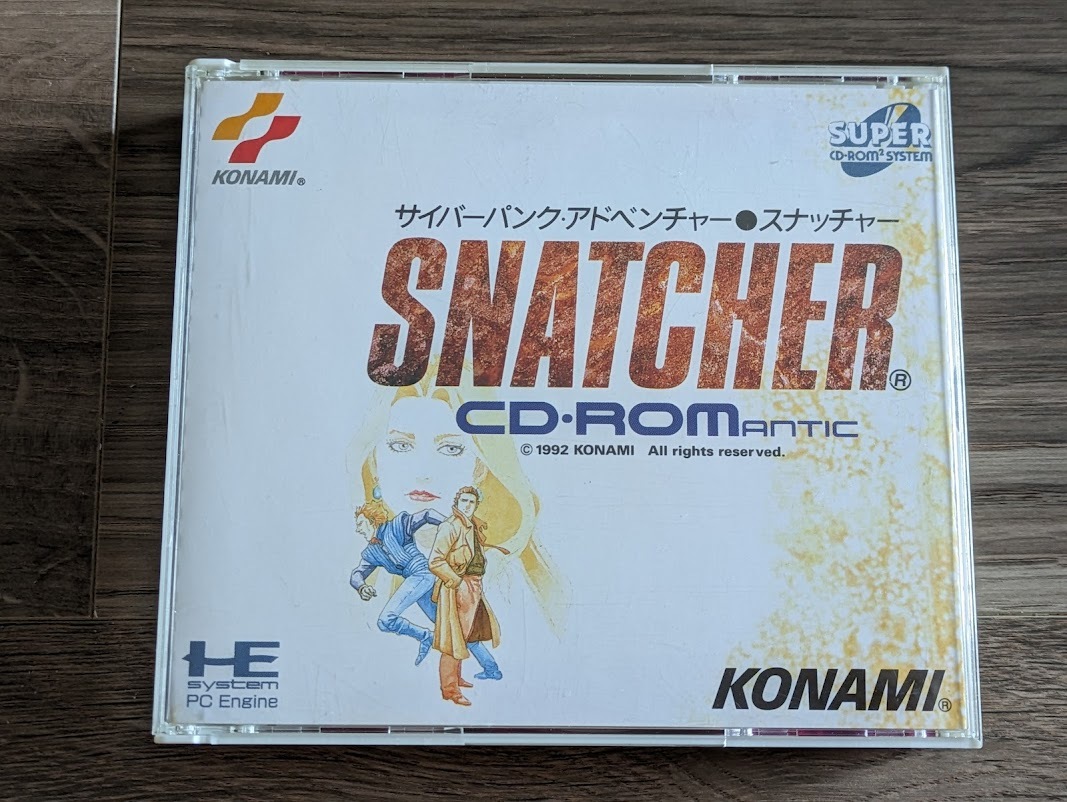 KONAMI®
SUPER
CD-ROM² SYSTEM
サイバーパンク・アドベンチャー●スナッチャー
SNATCHER®
CD・ROMANTIC
© 1992 KONAMI All rights reserved.
HE
system
PC Engine
KONAMI®